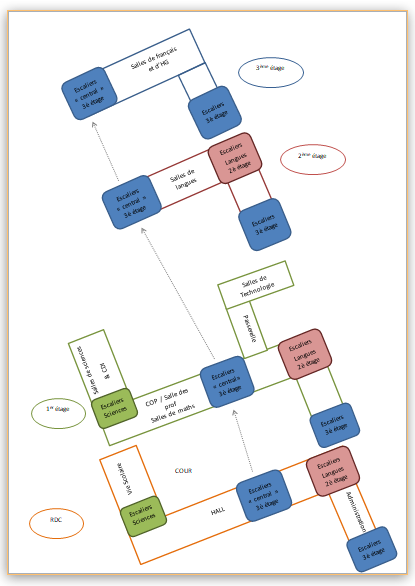 Salles de français
et d'HG
3ème étage
Escaliers
« central »
3è étage
Escaliers
3è étage
Escaliers
Langues
2è étage
2ème étage
Salles de
langues
Escaliers
« central »
3è étage
Escaliers
3è étage
Salles de
Technologie
Passerelle
Salles de sciences
& CDI
Escaliers
Langues
2è étage
Escaliers
« central»
3è étage
COP / Salle des
prof
Salles de maths
Escaliers
Sciences
1er étage
Escaliers
3è étage
Vie Scolaire
COUR
Escaliers
Langues
2è étage
Escaliers
« central »
3è étage
HALL
Administration
Escaliers
Sciences
RDC
Escaliers
3è étage